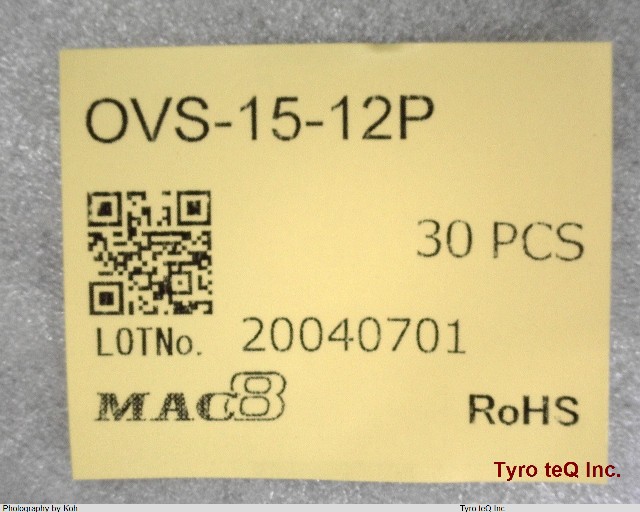 OVS-15-12P
30 PCS
LOTNo. 20040701
MAC8 RoHS
Tyro teQ Inc.
Photography by Koh Tyro teQ Inc